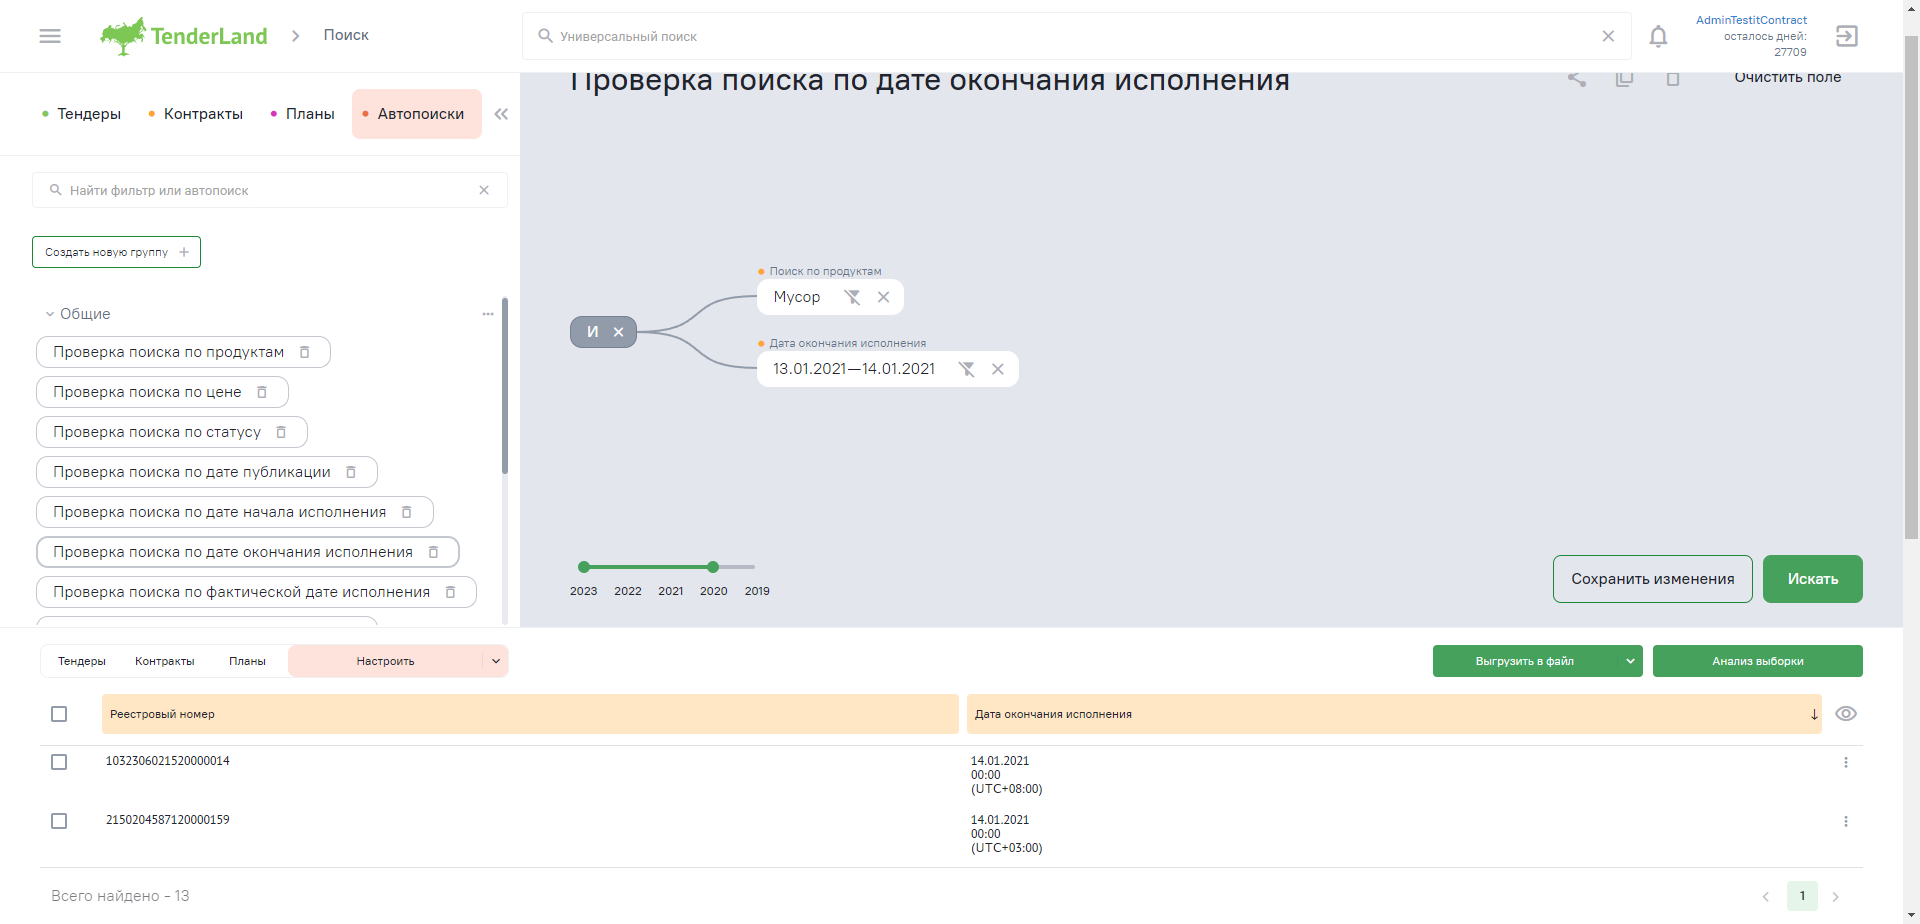 TenderLand
Поиск
Универсальный поиск
AdminTestitContract
осталось дней:
27709
Тендеры
Контракты
Планы
Автопоиски
Проверка поиска по дате окончания исполнения
Очистить поле
Найти фильтр или автопоиск
Создать новую группу
Общие
Проверка поиска по продуктам
Проверка поиска по цене
Проверка поиска по статусу
Проверка поиска по дате публикации
Проверка поиска по дате начала исполнения
Проверка поиска по дате окончания исполнения
Проверка поиска по фактической дате исполнения
Поиск по продуктам
Мусор
И
Дата окончания исполнения
13.01.2021—14.01.2021
2023 2022 2021 2020 2019
Сохранить изменения
Искать
Тендеры Контракты Планы Настроить
Выгрузить в файл
Анализ выборки
Реестровый номер
Дата окончания исполнения
1032306021520000014
14.01.2021
00:00
(UTC+08:00)
2150204587120000159
14.01.2021
00:00
(UTC+03:00)
Всего найдено - 13
1